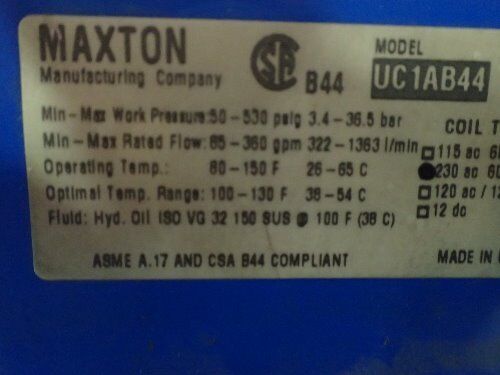 MAXTON
Manufacturing Company
B44
MODEL
UC1AB44
Min-Max Work Pressure: 50-530 psig 3.4-36.5 bar
Min-Max Rated Flow: 85-360 gpm 322-1363 l/min
Operating Temp.: 80-150 F 26-65 C
Optimal Temp. Range: 100-130 F 38-54 C
Fluid: Hyd. Oil ISO VG 32 150 SUS @ 100 F (38 C)
COIL T
115 ac 6
230 ac 6
120 ac / 12
12 dc
ASME A.17 AND CSA B44 COMPLIANT
MADE IN